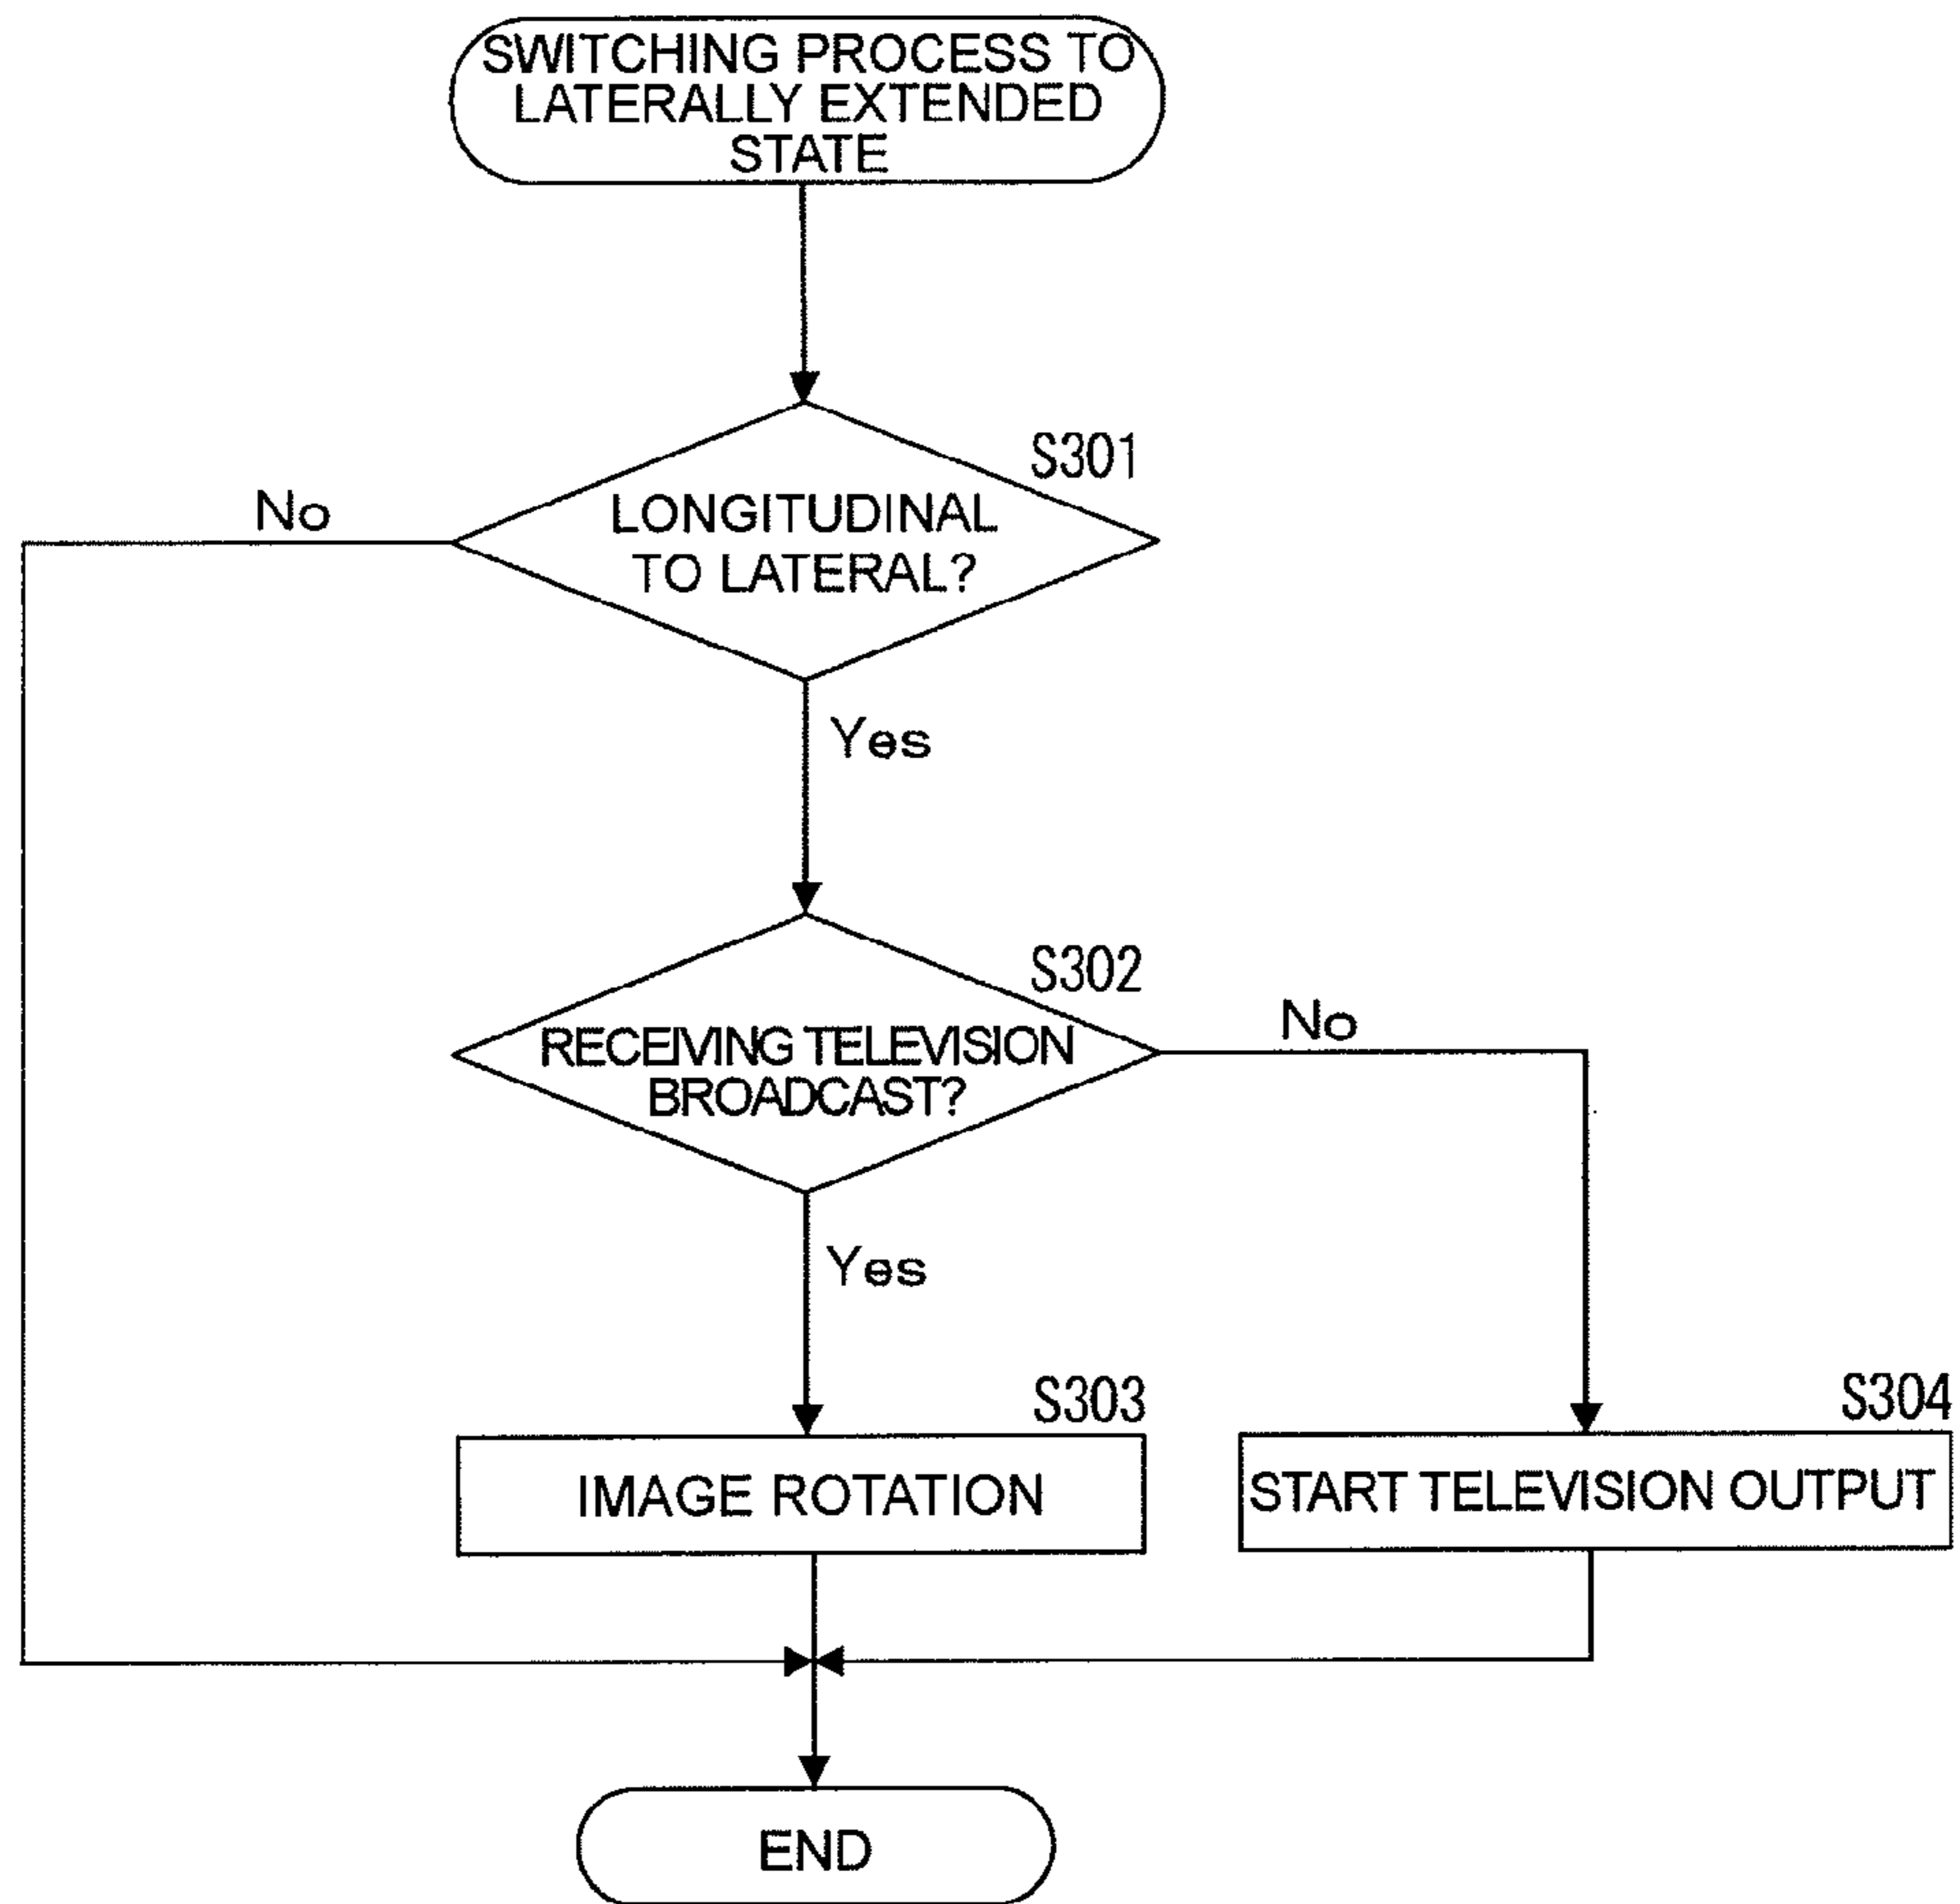 SWITCHING PROCESS TO
LATERALLY EXTENDED
STATE
S301
No
LONGITUDINAL
TO LATERAL?
Yes
S302
No
RECEIVING TELEVISION
BROADCAST?
Yes
S303
S304
IMAGE ROTATION
START TELEVISION OUTPUT
END